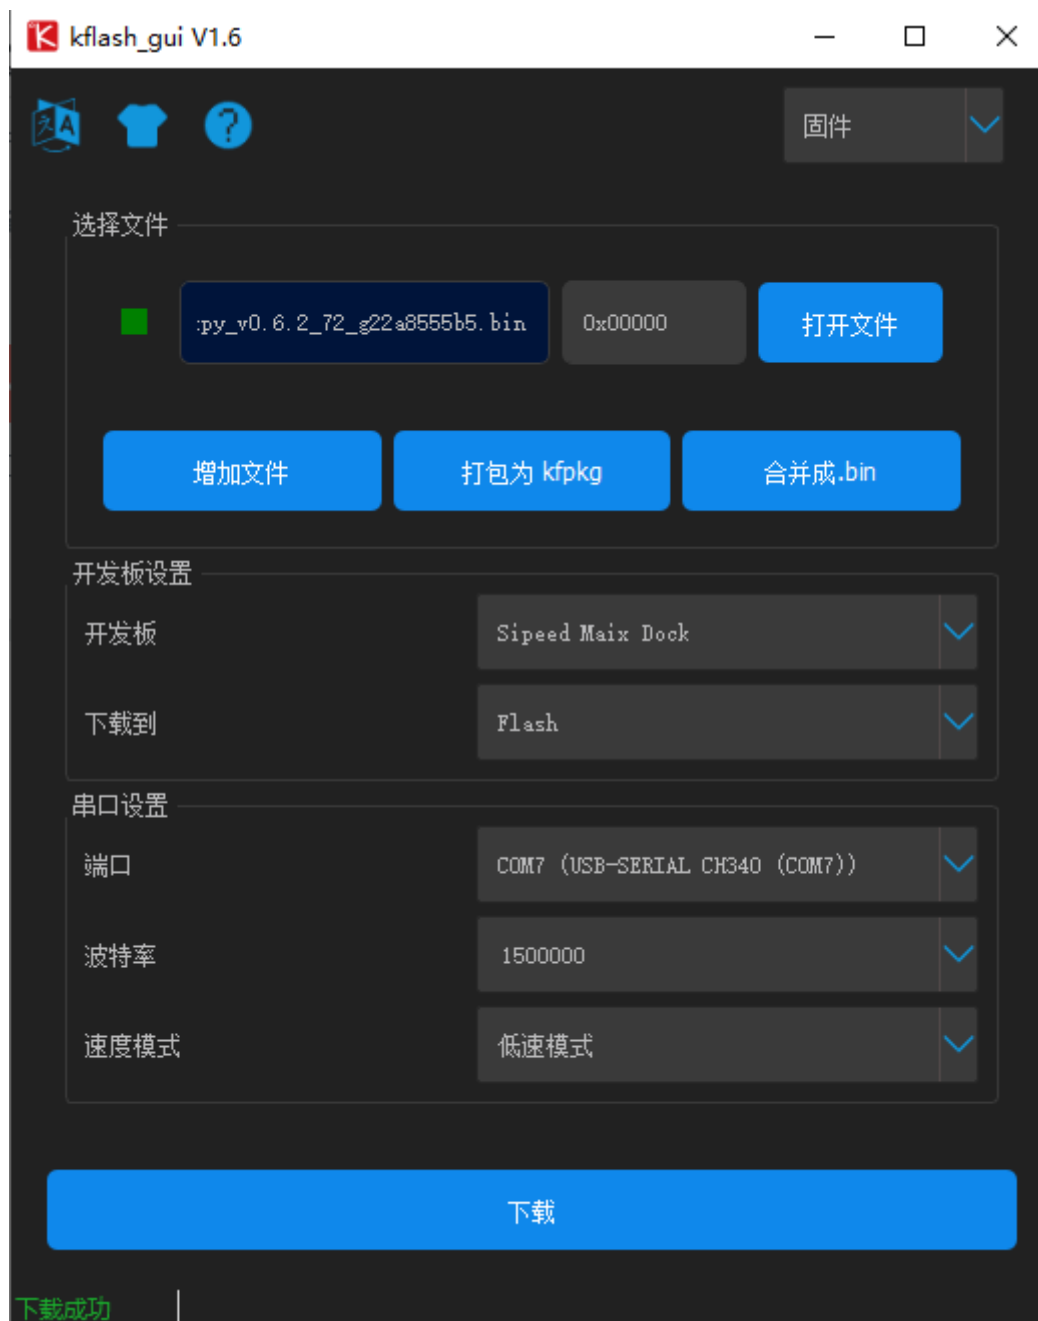 kflash_gui V1.6
固件
选择文件
:py_v0.6.2_72_g22a8555b5.bin 0x00000 打开文件
增加文件 打包为 kfpkg 合并成.bin
开发板设置
开发板 Sipeed Maix Dock
下载到 Flash
串口设置
端口 COM7 (USB-SERIAL CH340 (COM7))
波特率 1500000
速度模式 低速模式
下载
下载成功